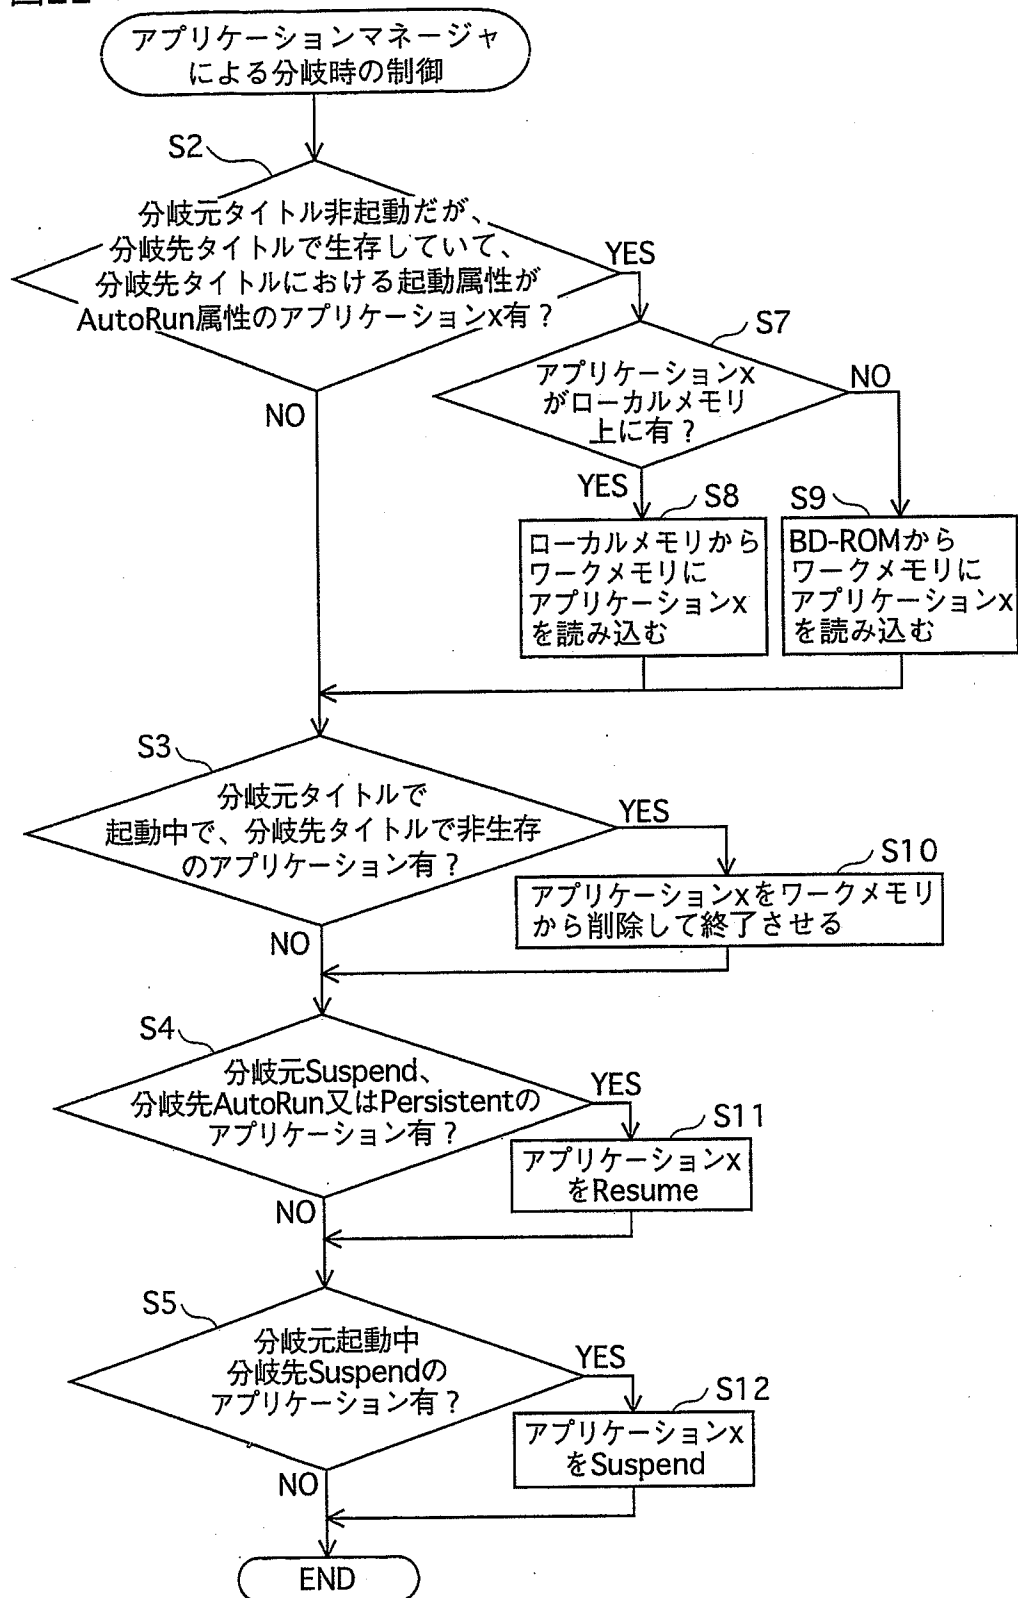 アプリケーションマネージャ
による分岐時の制御
S2
分岐元タイトル非起動だが、
分岐先タイトルで生存していて、
分岐先タイトルにおける起動属性が
AutoRun属性のアプリケーションx有？
YES
NO
S7
アプリケーションx
がローカルメモリ
上に有？
NO
YES
S8
ローカルメモリから
ワークメモリに
アプリケーションx
を読み込む
S9
BD-ROMから
ワークメモリに
アプリケーションx
を読み込む
S3
分岐元タイトルで
起動中で、分岐先タイトルで非生存
のアプリケーション有？
YES
NO
S10
アプリケーションxをワークメモリ
から削除して終了させる
S4
分岐元Suspend、
分岐先AutoRun又はPersistentの
アプリケーション有？
YES
NO
S11
アプリケーションx
をResume
S5
分岐元起動中
分岐先Suspendの
アプリケーション有？
YES
NO
S12
アプリケーションx
をSuspend
END